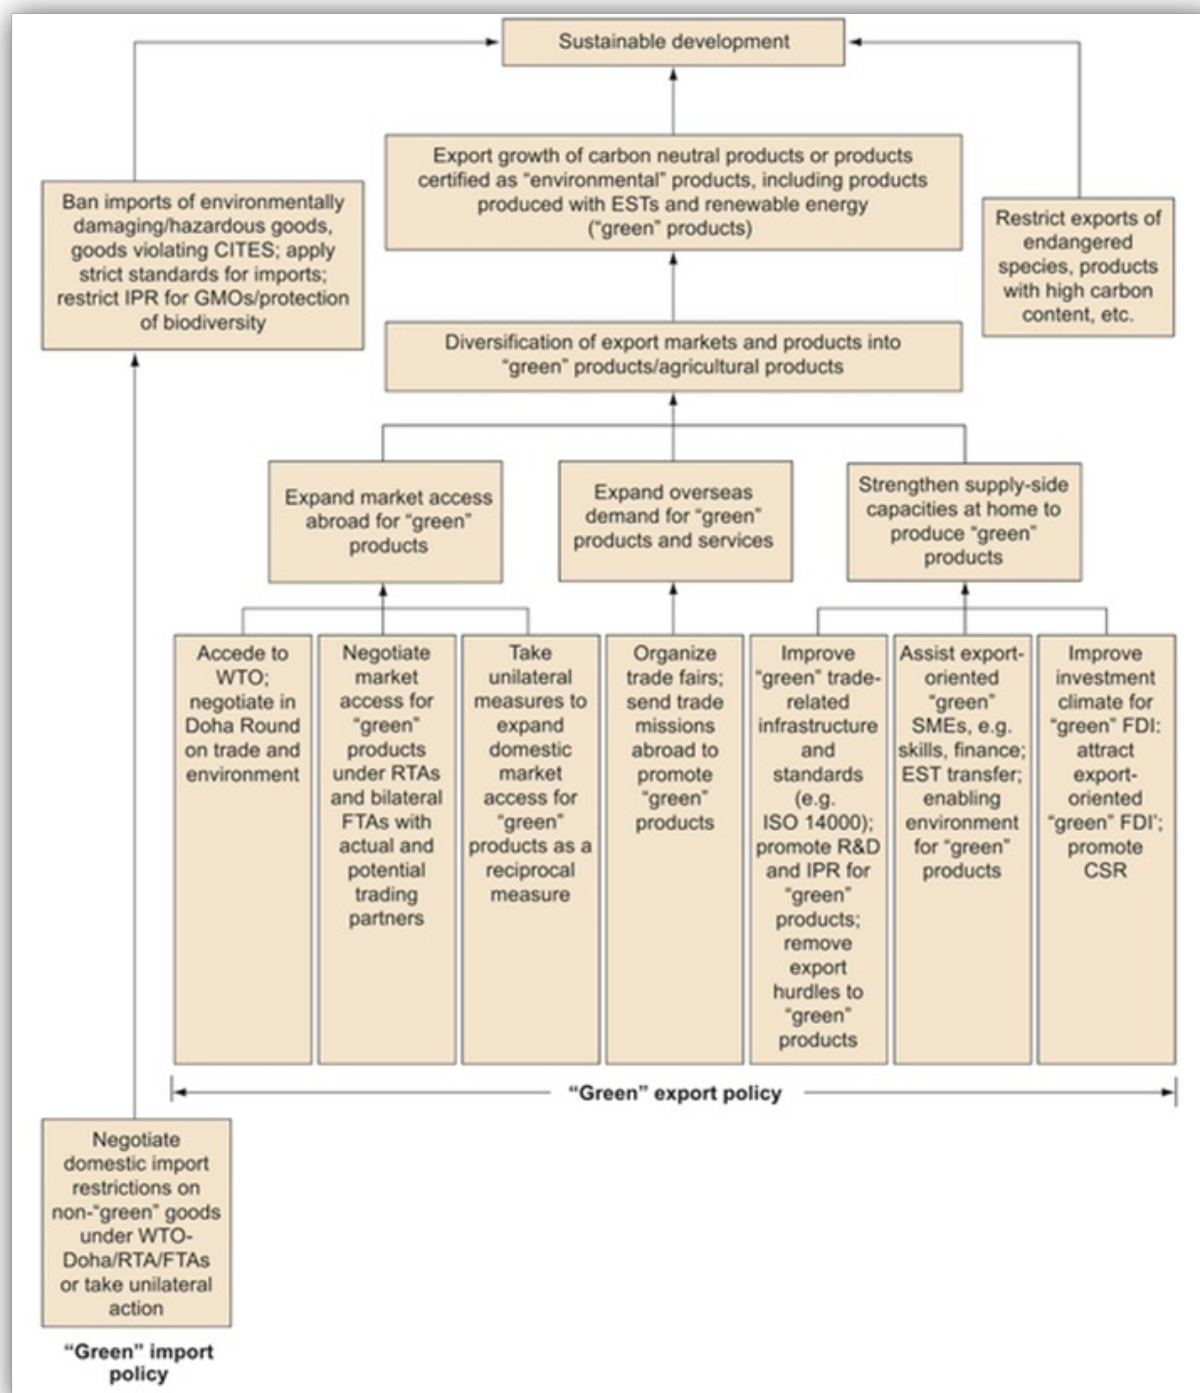 Sustainable development
Export growth of carbon neutral products or products
certified as “environmental” products, including products
produced with ESTs and renewable energy
(“green” products)
Ban imports of environmentally
damaging/hazardous goods,
goods violating CITES; apply
strict standards for imports;
restrict IPR for GMOs/protection
of biodiversity
Restrict exports of
endangered
species, products
with high carbon
content, etc.
Diversification of export markets and products into
“green” products/agricultural products
Expand market access
abroad for “green”
products
Expand overseas
demand for “green”
products and services
Strengthen supply-side
capacities at home to
produce “green”
products
Accede to
WTO;
negotiate in
Doha Round
on trade and
environment
Negotiate
market
access for
“green”
products
under RTAs
and bilateral
FTAs with
actual and
potential
trading
partners
Take
unilateral
measures to
expand
domestic
market
access for
“green”
products as a
reciprocal
measure
Organize
trade fairs;
send trade
missions
abroad to
promote
“green”
products
Improve
“green” trade-
related
infrastructure
and
standards
(e.g.
ISO 14000);
promote R&D
and IPR for
“green”
products;
remove
export
hurdles to
“green”
products
Assist export-
oriented
“green”
SMEs, e.g.
skills, finance;
EST transfer;
enabling
environment
for “green”
products
Improve
investment
climate for
“green” FDI:
attract
export-
oriented
“green” FDI’;
promote
CSR
“Green” export policy
Negotiate
domestic import
restrictions on
non-“green” goods
under WTO-
Doha/RTA/FTAs
or take unilateral
action
“Green” import
policy